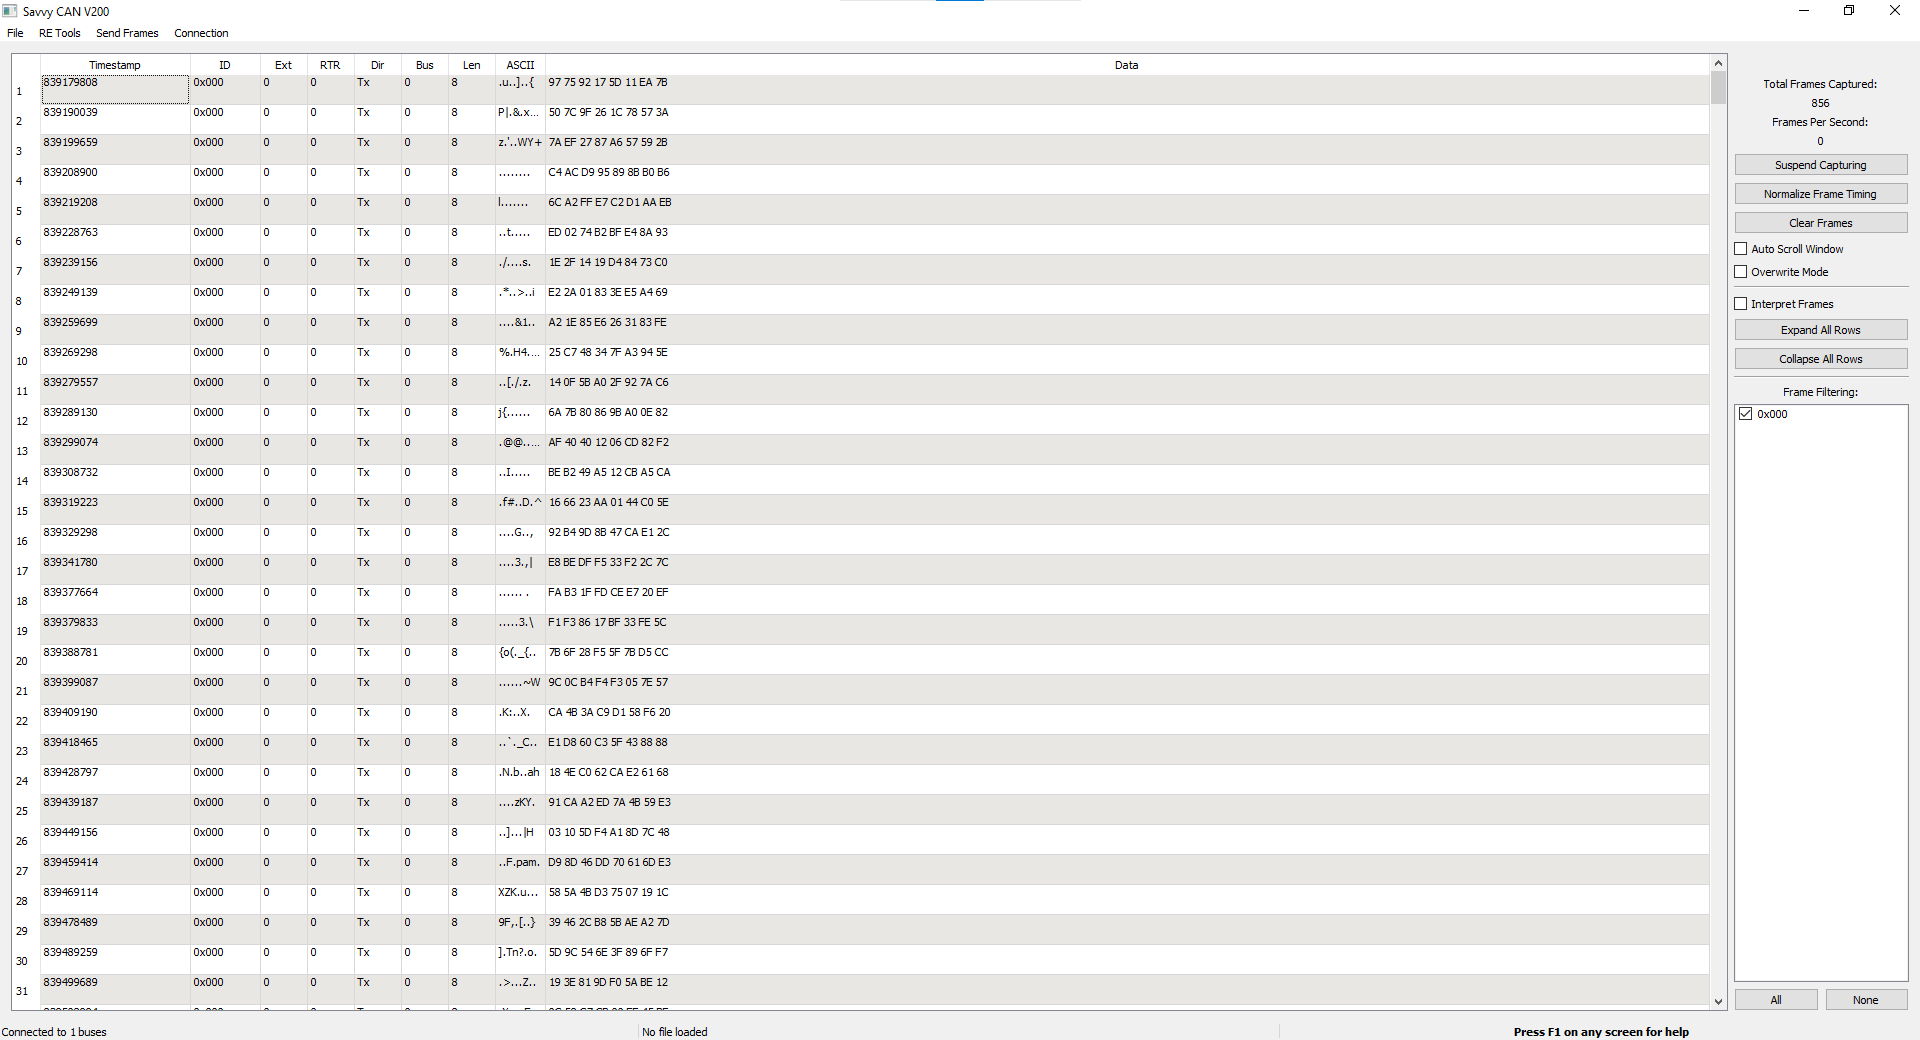 Savvy CAN V200
File RE Tools Send Frames Connection
Timestamp ID Ext RTR Dir Bus Len ASCII Data
1 839179808 0x000 0 0 Tx 0 8 .u..]..{ 97 75 92 17 5D 11 EA 7B
2 839190039 0x000 0 0 Tx 0 8 P|.&.x... 50 7C 9F 26 1C 78 57 3A
3 839199659 0x000 0 0 Tx 0 8 z.'..WY+ 7A EF 27 87 A6 57 59 2B
4 839208900 0x000 0 0 Tx 0 8 ........ C4 AC D9 95 89 8B B0 B6
5 839219208 0x000 0 0 Tx 0 8 l....... 6C A2 FF E7 C2 D1 AA EB
6 839228763 0x000 0 0 Tx 0 8 ..t..... ED 02 74 B2 BF E4 8A 93
7 839239156 0x000 0 0 Tx 0 8 ./....s. 1E 2F 14 19 D4 84 73 C0
8 839249139 0x000 0 0 Tx 0 8 .*..>..i E2 2A 01 83 3E E5 A4 69
9 839259699 0x000 0 0 Tx 0 8 ....&1.. A2 1E 85 E6 26 31 83 FE
10 839269298 0x000 0 0 Tx 0 8 %.H4.... 25 C7 48 34 7F A3 94 5E
11 839279557 0x000 0 0 Tx 0 8 ..[./.z. 14 0F 5B A0 2F 92 7A C6
12 839289130 0x000 0 0 Tx 0 8 j{...... 6A 7B 80 86 9B A0 0E 82
13 839299074 0x000 0 0 Tx 0 8 .@@..... AF 40 40 12 06 CD 82 F2
14 839308732 0x000 0 0 Tx 0 8 ..I..... BE B2 49 A5 12 CB A5 CA
15 839319223 0x000 0 0 Tx 0 8 .f#..D.^ 16 66 23 AA 01 44 C0 5E
16 839329298 0x000 0 0 Tx 0 8 ....G.., 92 B4 9D 8B 47 CA E1 2C
17 839341780 0x000 0 0 Tx 0 8 ....3.,| E8 BE DF F5 33 F2 2C 7C
18 839377664 0x000 0 0 Tx 0 8 ...... . FA B3 1F FD CE E7 20 EF
19 839379833 0x000 0 0 Tx 0 8 .....3.\ F1 F3 86 17 BF 33 FE 5C
20 839388781 0x000 0 0 Tx 0 8 {o(._{.. 7B 6F 28 F5 5F 7B D5 CC
21 839399087 0x000 0 0 Tx 0 8 ......~W 9C 0C B4 F4 F3 05 7E 57
22 839409190 0x000 0 0 Tx 0 8 .K:..X. CA 4B 3A C9 D1 58 F6 20
23 839418465 0x000 0 0 Tx 0 8 ..`._C.. E1 D8 60 C3 5F 43 88 88
24 839428797 0x000 0 0 Tx 0 8 .N.b..ah 18 4E C0 62 CA E2 61 68
25 839439187 0x000 0 0 Tx 0 8 ....zKY. 91 CA A2 ED 7A 4B 59 E3
26 839449156 0x000 0 0 Tx 0 8 ..]...|H 03 10 5D F4 A1 8D 7C 48
27 839459414 0x000 0 0 Tx 0 8 ..F.pam. D9 8D 46 DD 70 61 6D E3
28 839469114 0x000 0 0 Tx 0 8 XZK.u... 58 5A 4B D3 75 07 19 1C
29 839478489 0x000 0 0 Tx 0 8 9F,.[..} 39 46 2C B8 5B AE A2 7D
30 839489259 0x000 0 0 Tx 0 8 ].Tn?.o. 5D 9C 54 6E 3F 89 6F F7
31 839499689 0x000 0 0 Tx 0 8 .>...Z.. 19 3E 81 9D F0 5A BE 12
Total Frames Captured:
856
Frames Per Second:
0
Suspend Capturing
Normalize Frame Timing
Clear Frames
Auto Scroll Window
Overwrite Mode
Interpret Frames
Expand All Rows
Collapse All Rows
Frame Filtering:
0x000
All None
Connected to 1 buses
No file loaded
Press F1 on any screen for help